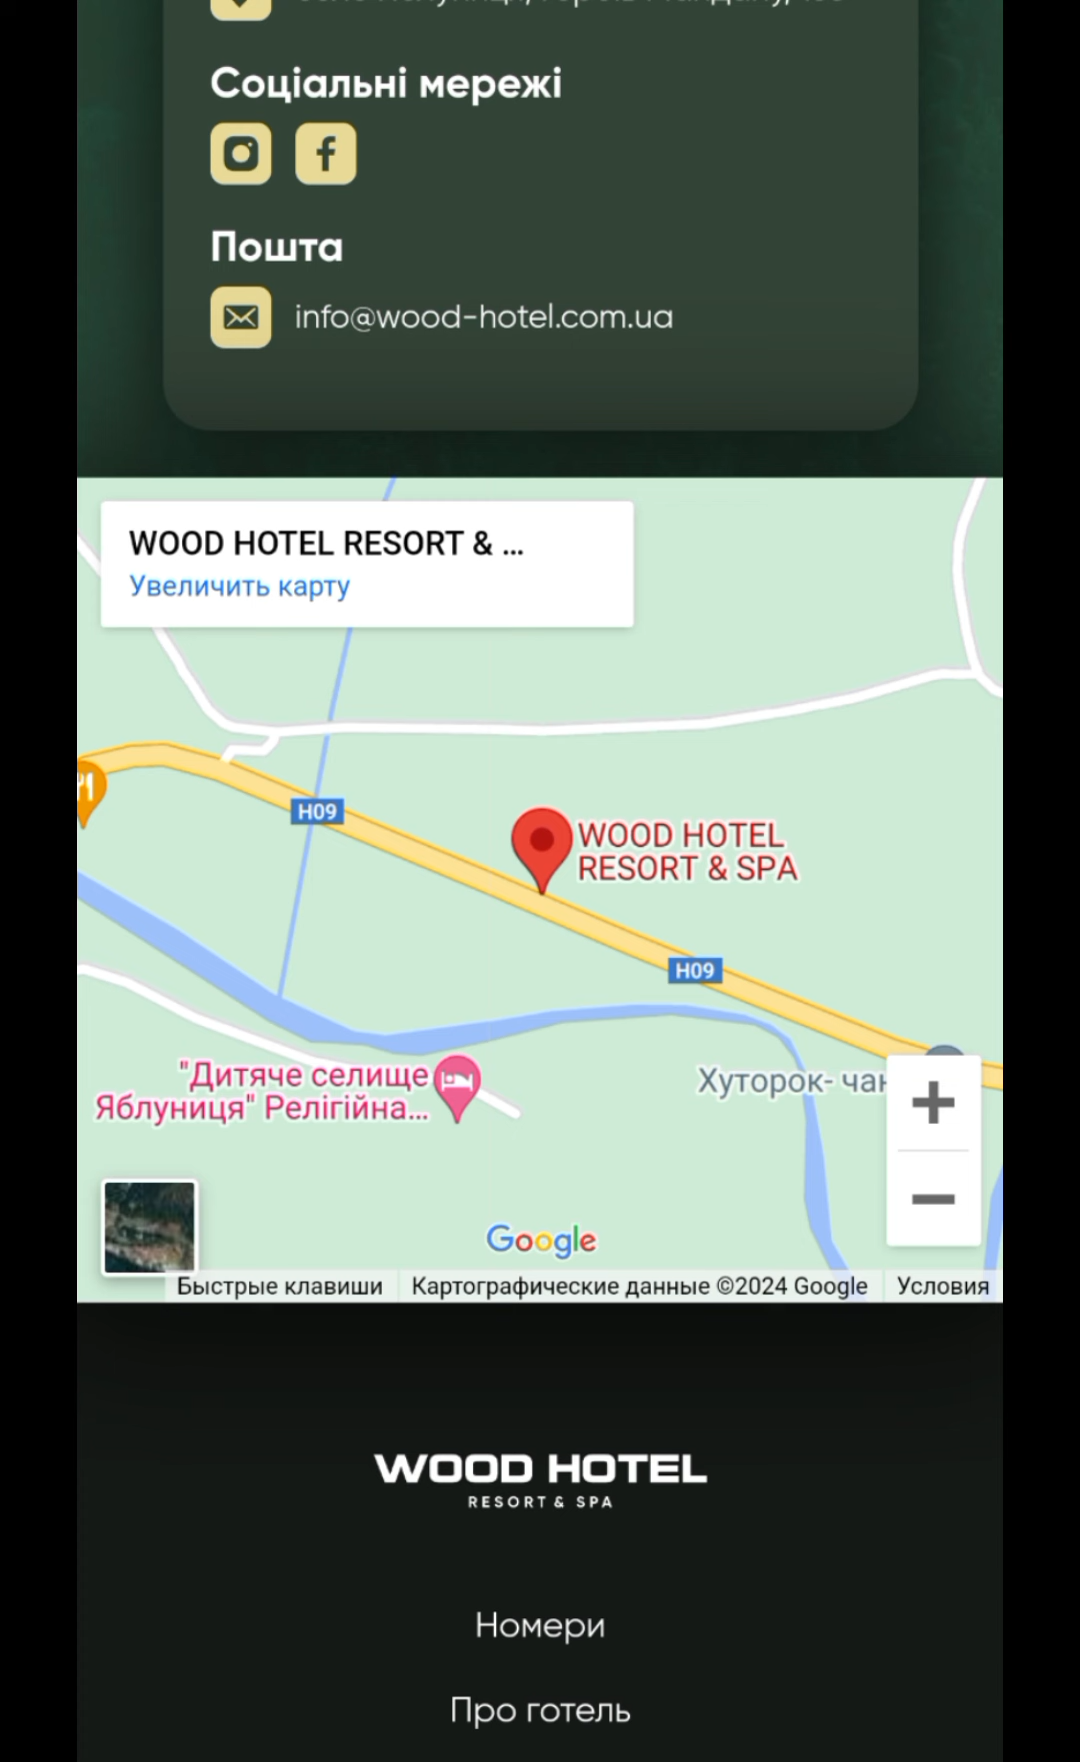 Соціальні мережі
Пошта
info@wood-hotel.com.ua
WOOD HOTEL RESORT & ...
Увеличить карту
H09
WOOD HOTEL
RESORT & SPA
H09
"Дитяче селище
Яблуниця" Релігійна...
Хуторок- чан
Google
Быстрые клавиши
Картографические данные ©2024 Google
Условия
WOOD HOTEL
RESORT & SPA
Номери
Про готель